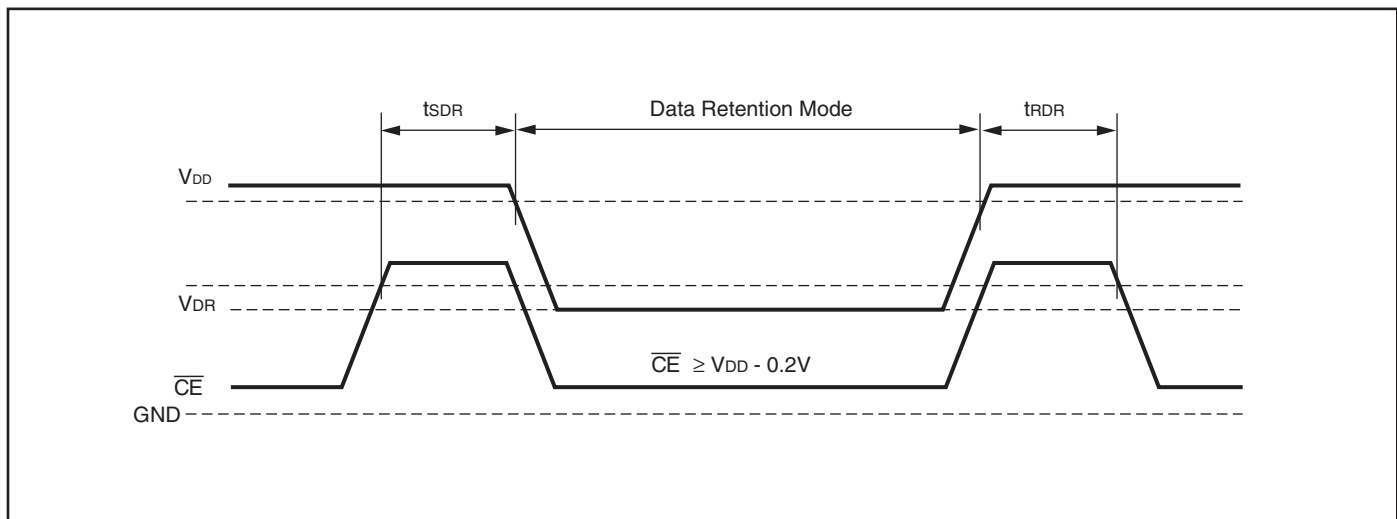 tSDR Data Retention Mode tRDR
VDD
VDR
CE ≥ VDD - 0.2V
CE
GND